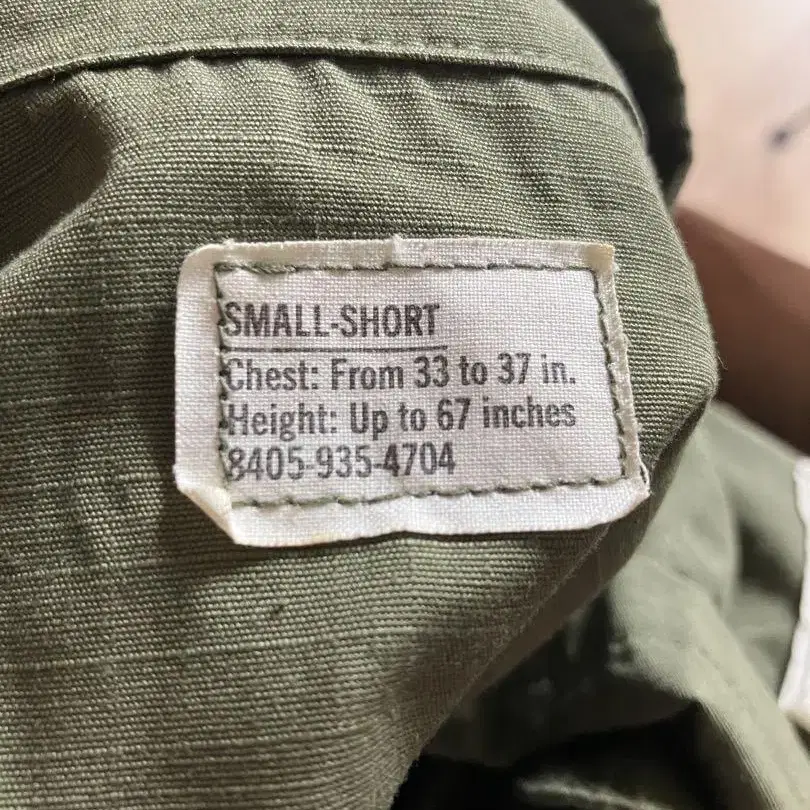 SMALL-SHORT
Chest: From 33 to 37 in.
Height: Up to 67 inches
8405-935-4704